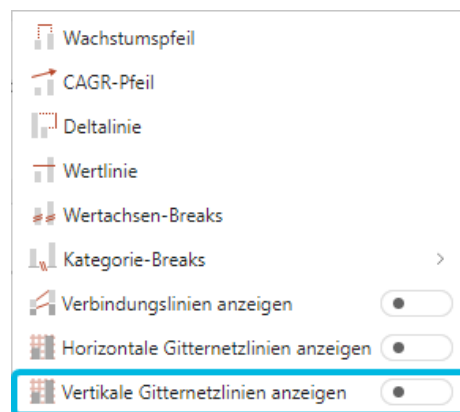 Wachstumspfeil
CAGR-Pfeil
Deltalinie
Wertlinie
Wertachsen-Breaks
Kategorie-Breaks
Verbindungslinien anzeigen
Horizontale Gitternetzlinien anzeigen
Vertikale Gitternetzlinien anzeigen